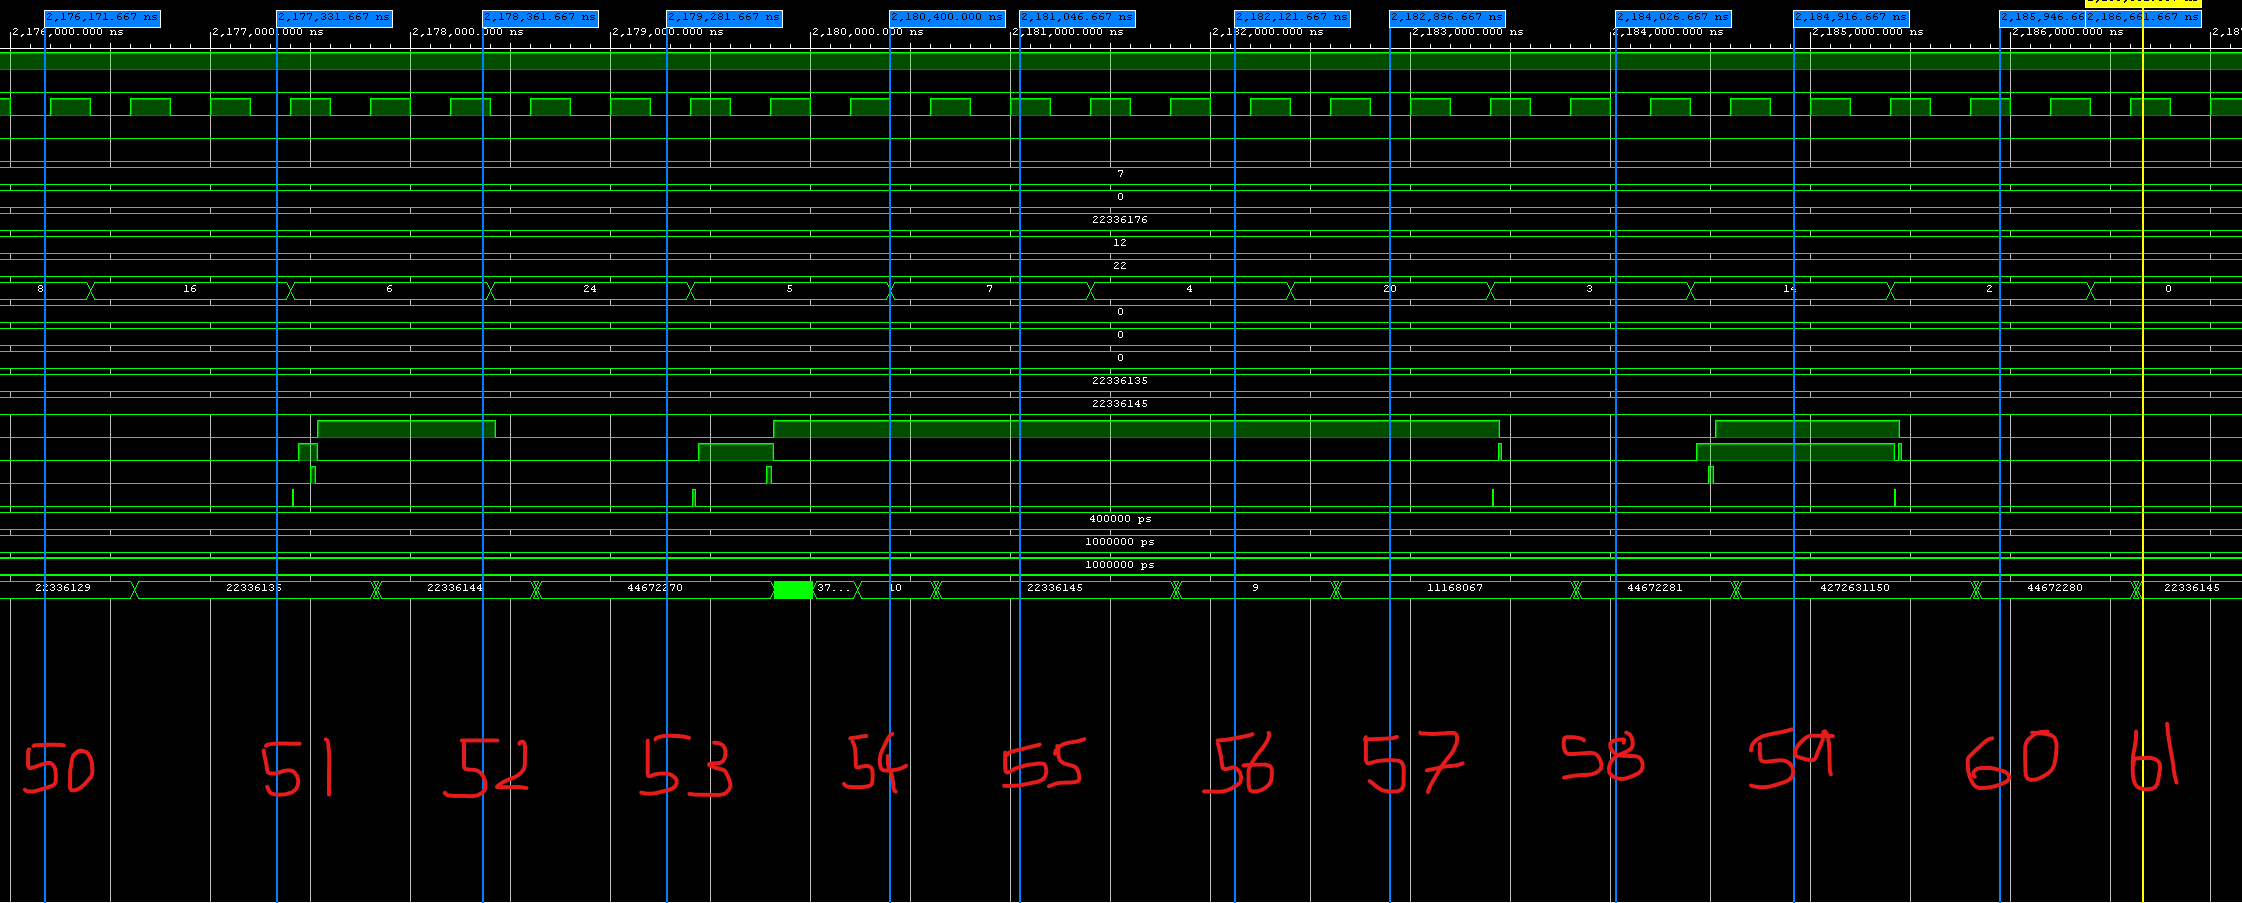 2,176,171.667 ns 2,177,331.667 ns 2,178,361.667 ns 2,179,281.667 ns 2,180,400.000 ns 2,181,046.667 ns 2,182,121.667 ns 2,182,896.667 ns 2,184,026.667 ns 2,184,916.667 ns 2,185,946.66 2,186,661.667 ns
2,176,000.000 ns 2,177,000.000 ns 2,178,000.000 ns 2,179,000.000 ns 2,180,000.000 ns 2,181,000.000 ns 2,182,000.000 ns 2,183,000.000 ns 2,184,000.000 ns 2,185,000.000 ns 2,186,000.000 ns 2,187
7
0
22336176
12
22
8 16 6 24 5 7 4 20 3 14 2 0
0
0
0
22336135
22336145
400000 ps
1000000 ps
1000000 ps
22336129 22336135 22336144 44672270 37... 10 22336145 9 11168067 44672281 4272631150 44672280 22336145
50 51 52 53 54 55 56 57 58 59 60 61